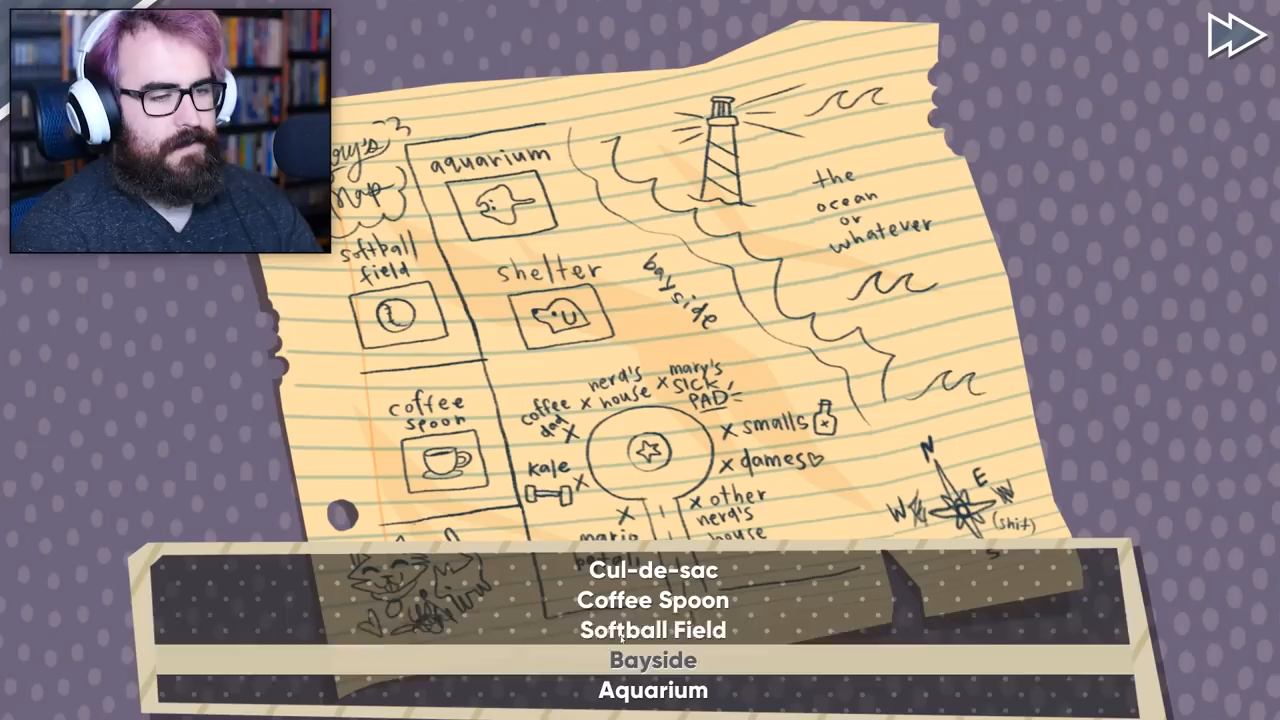 aquarium
softball
field
shelter
bayside
the
ocean
or
whatever
coffee
spoon
coffee
dad
nerd's
house
mary's
SICK
PAD
smalls
dames
Kale
other
nerd's
house
N
E
W
(shit)
S
Cul-de-sac
Coffee Spoon
Softball Field
Bayside
Aquarium